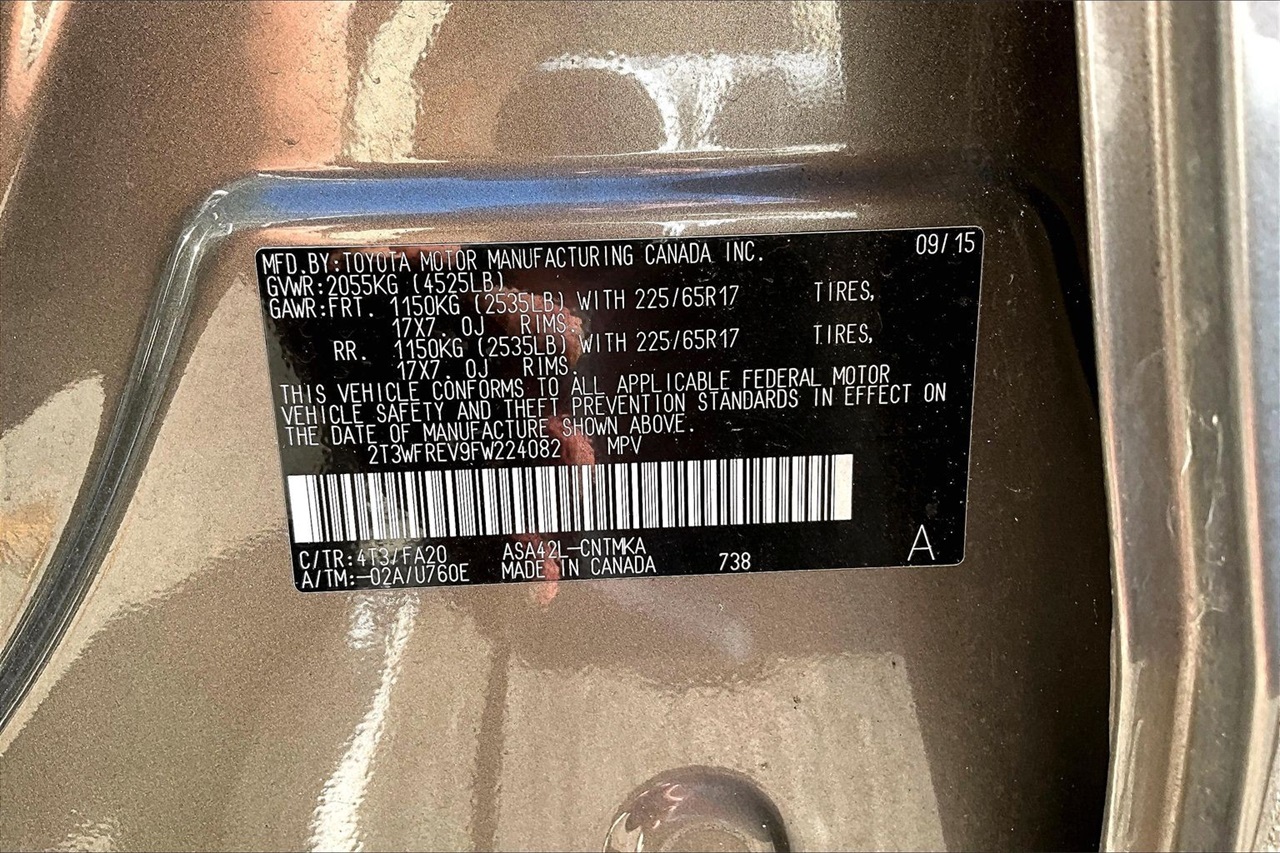 MFD.BY:TOYOTA MOTOR MANUFACTURING CANADA INC. 09/15
GVWR:2055KG (4525LB)
GAWR:FRT. 1150KG (2535LB) WITH 225/65R17 TIRES,
17X7.0J RIMS.
RR. 1150KG (2535LB) WITH 225/65R17 TIRES,
17X7.0J RIMS.
THIS VEHICLE CONFORMS TO ALL APPLICABLE FEDERAL MOTOR
VEHICLE SAFETY AND THEFT PREVENTION STANDARDS IN EFFECT ON
THE DATE OF MANUFACTURE SHOWN ABOVE.
2T3WFREV9FW224082 MPV
C/TR:4T3/FA20 ASA42L-CNTMKA 738 A
A/TM:-02A/U760E MADE IN CANADA